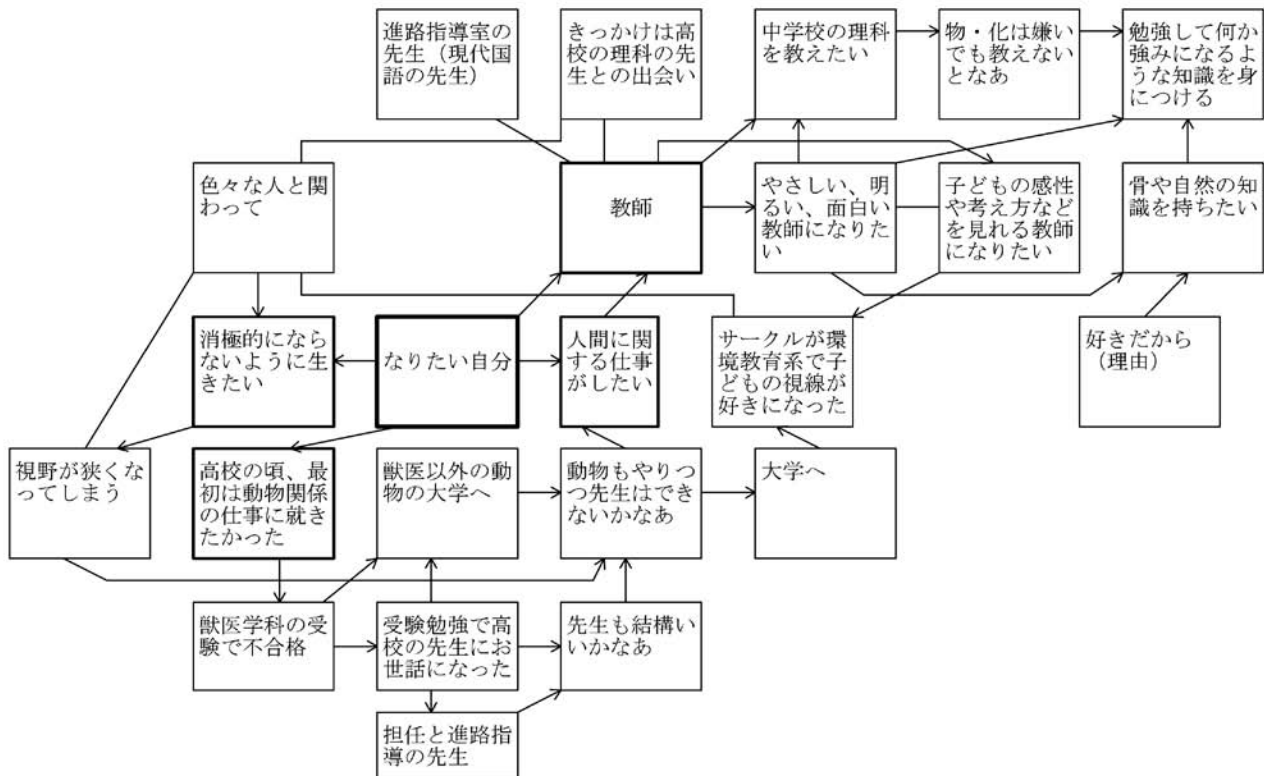 進路指導室の
先生（現代国
語の先生）
きっかけは高
校の理科の先
生との出会い
中学校の理科
を教えたい
物・化は嫌い
でも教えない
となあ
勉強して何か
強みになるよ
うな知識を身
につける
色々な人と関
わって
教師
やさしい、明
るい、面白い
教師になりた
い
子どもの感性
や考え方など
を見れる教師
になりたい
骨や自然の知
識を持ちたい
消極的になら
ないように生
きたい
なりたい自分
人間に関
する仕事
がしたい
サークルが環
境教育系で子
どもの視線が
好きになった
好きだから
（理由）
視野が狭くな
ってしまう
高校の頃、最
初は動物関係
の仕事に就き
たかった
獣医以外の動
物の大学へ
動物もやりつ
つ先生はでき
ないかなあ
大学へ
獣医学科の受
験で不合格
受験勉強で高
校の先生にお
世話になった
先生も結構い
いかなあ
担任と進路指
導の先生